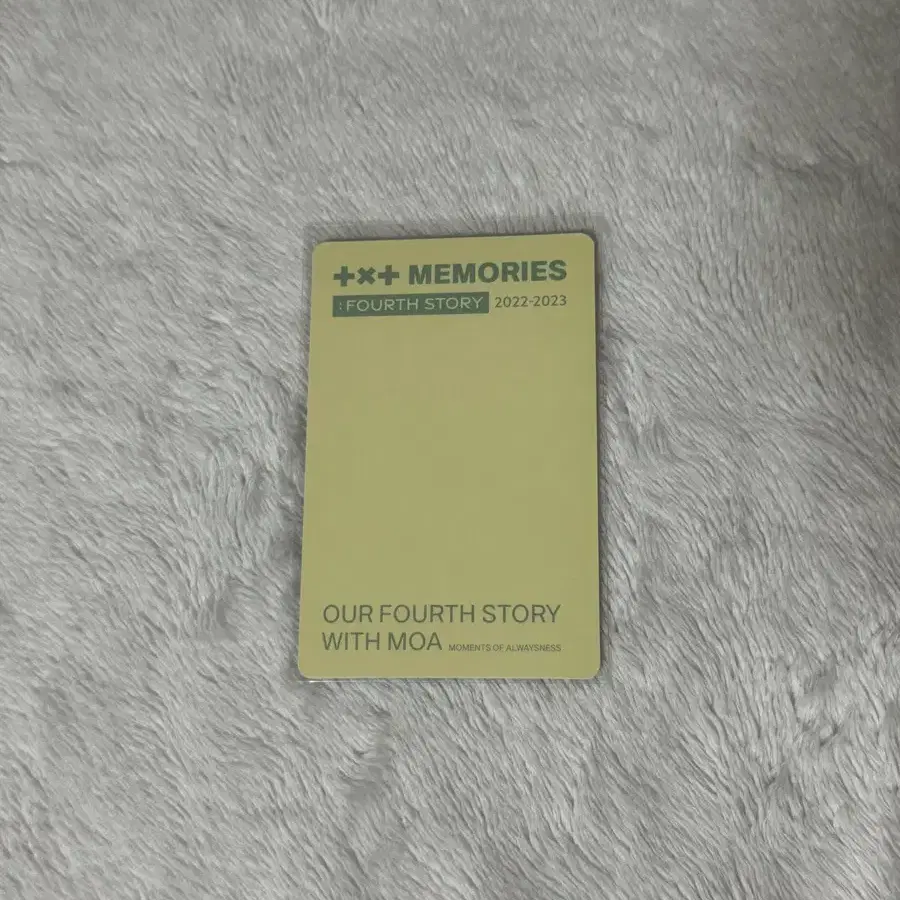 +×+ MEMORIES
: FOURTH STORY 2022-2023
OUR FOURTH STORY
WITH MOA MOMENTS OF ALWAYSNESS